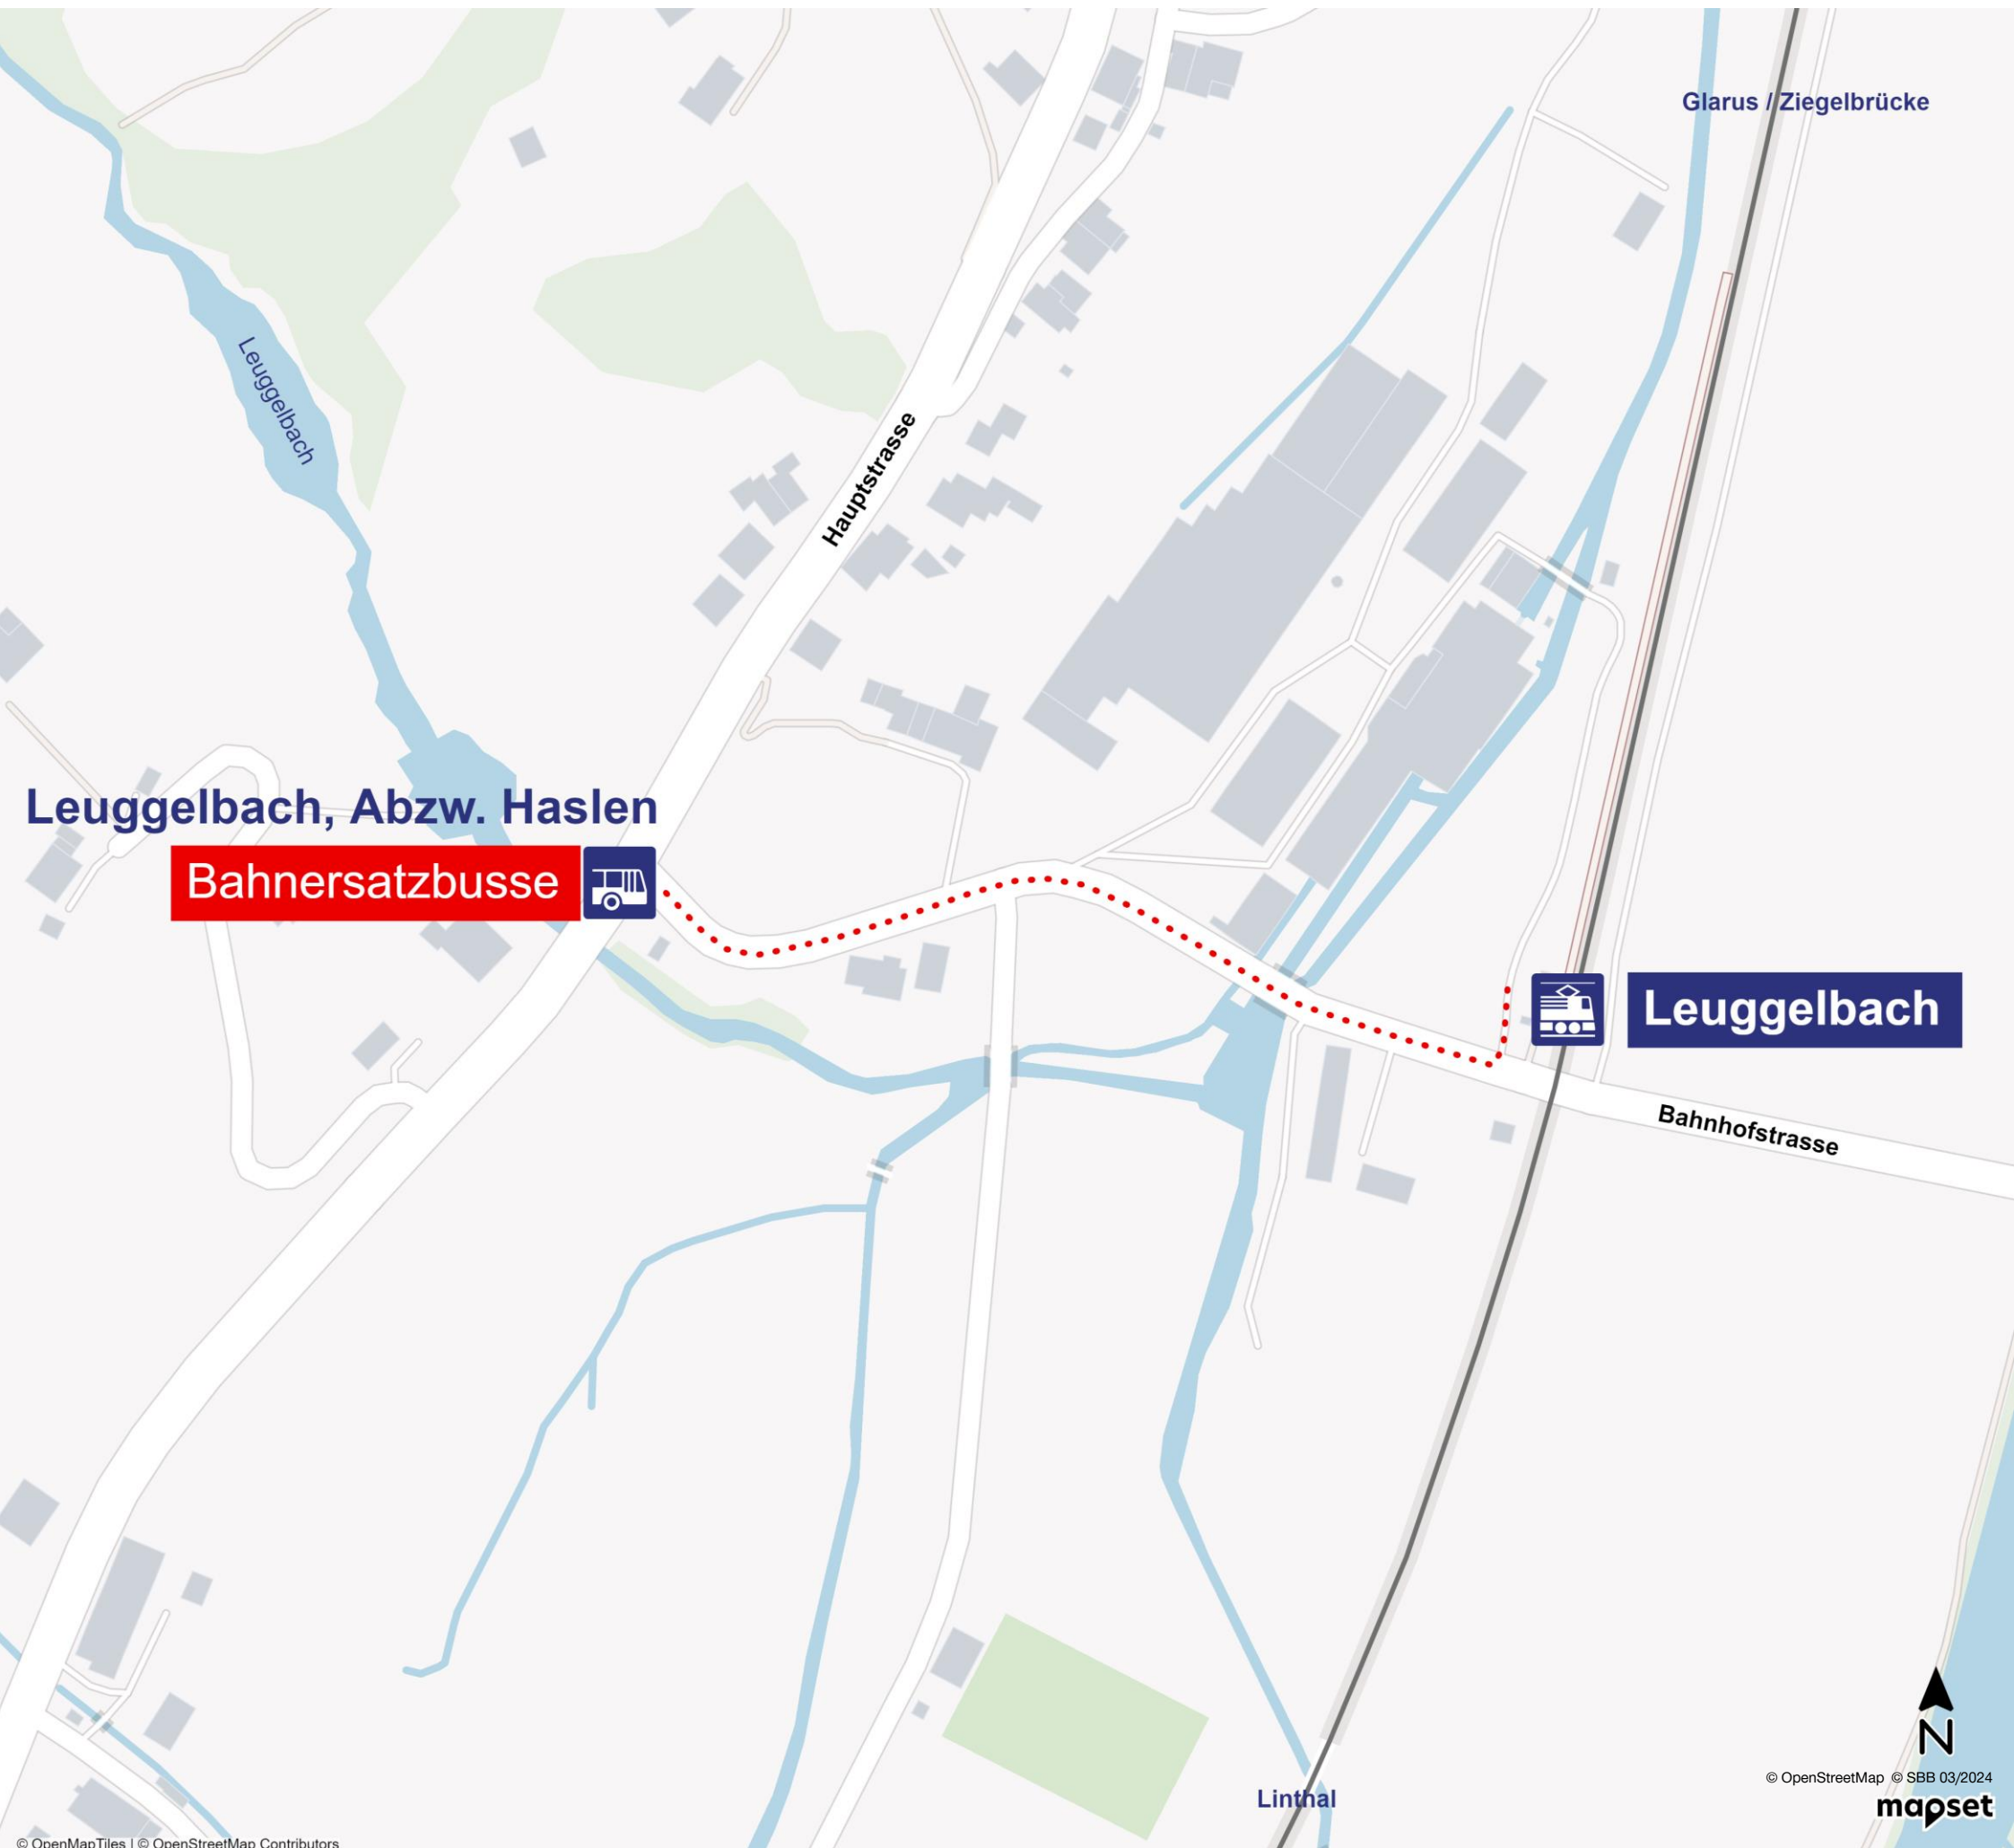 Glarus / Ziegelbrücke
Leuggelbach
Hauptstrasse
Leuggelbach, Abzw. Haslen
Bahnersatzbusse
Leuggelbach
Bahnhofstrasse
N
Linthal
© OpenStreetMap © SBB 03/2024
mapset
© OpenMapTiles | © OpenStreetMap Contributors